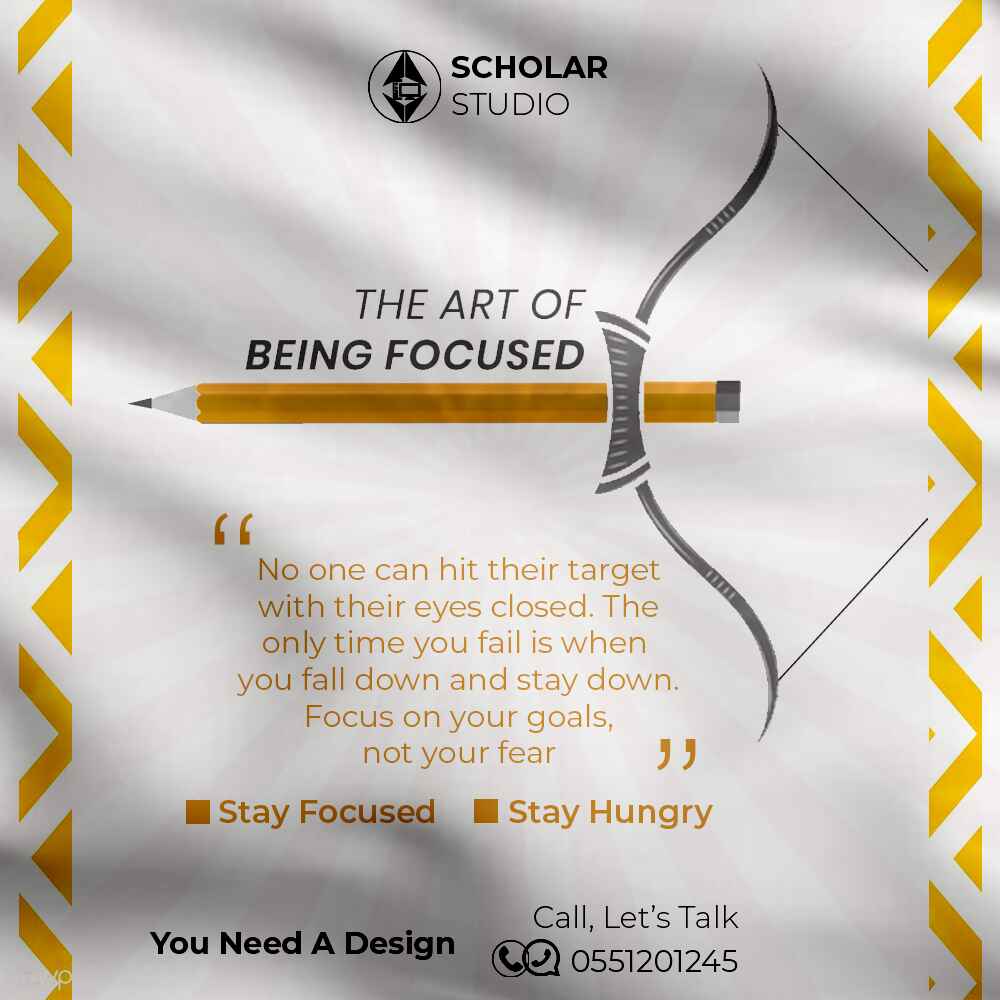 SCHOLAR
STUDIO
THE ART OF
BEING FOCUSED
“
No one can hit their target
with their eyes closed. The
only time you fail is when
you fall down and stay down.
Focus on your goals,
not your fear ”
Stay Focused Stay Hungry
Call, Let’s Talk
You Need A Design 0551201245